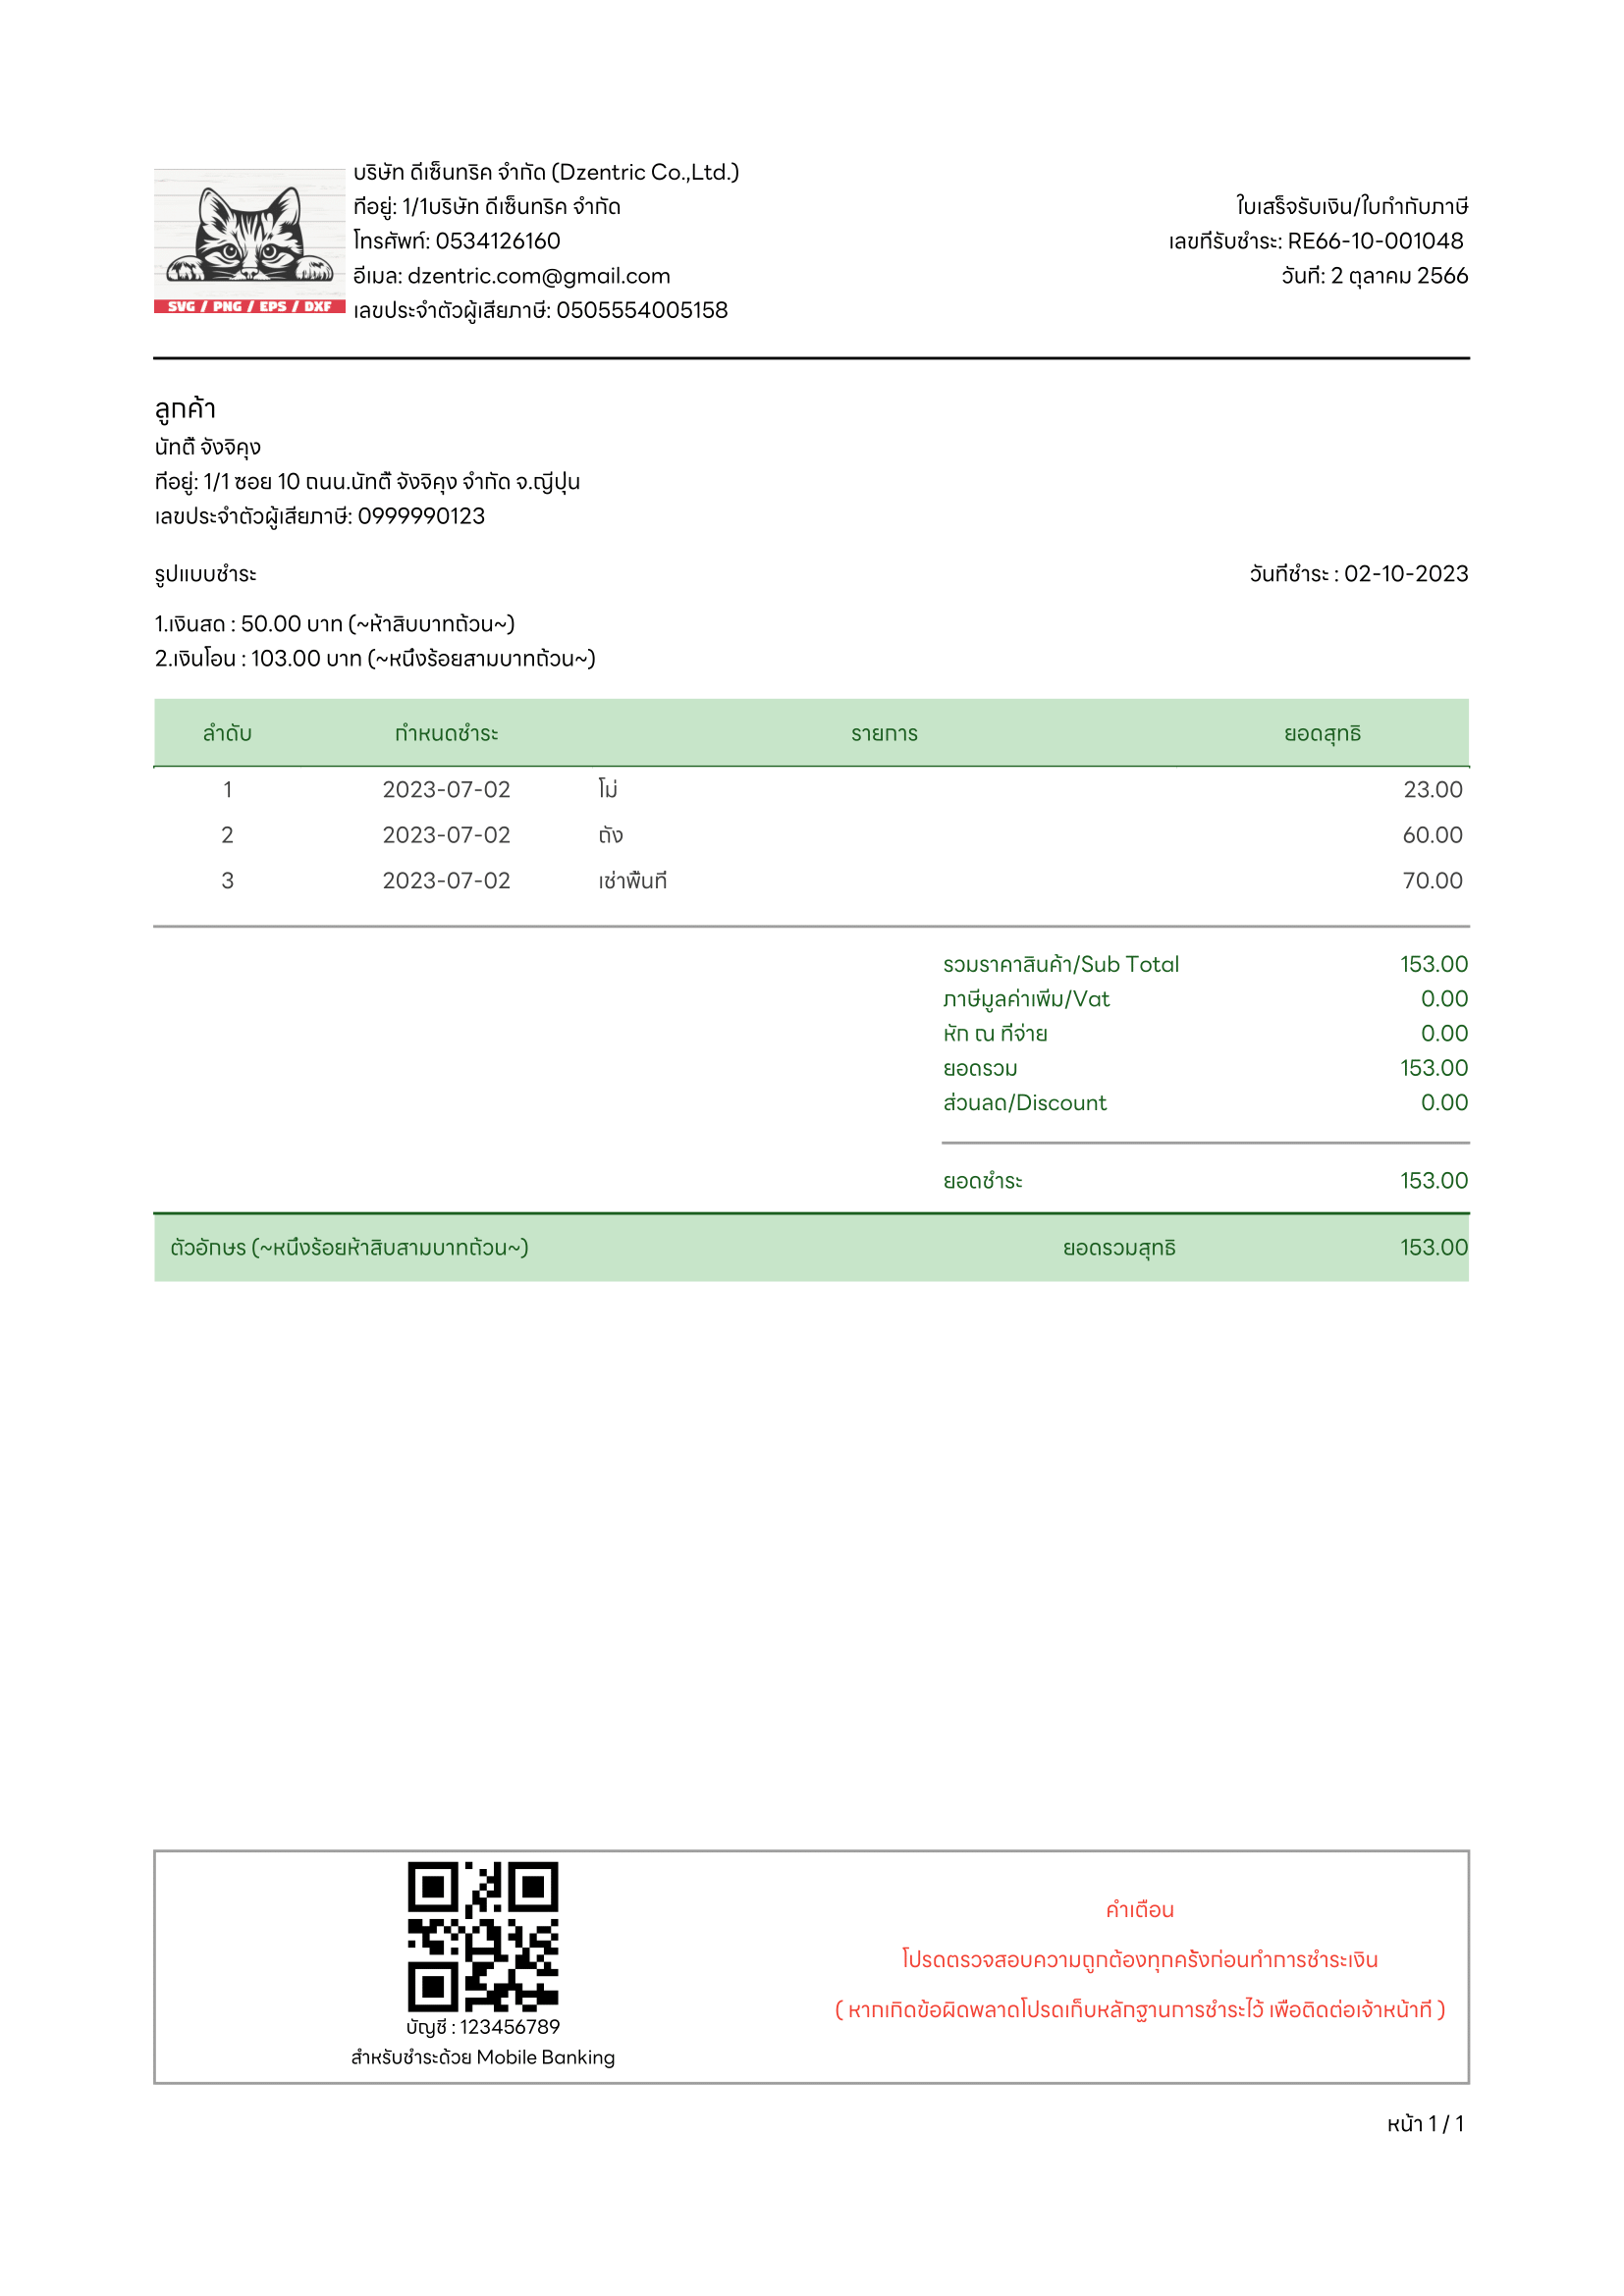 บริษัท ดีเซ็นทริค จำกัด (Dzentric Co.,Ltd.)
ที่อยู่: 1/1บริษัท ดีเซ็นทริค จำกัด
โทรศัพท์: 0534126160
อีเมล: dzentric.com@gmail.com
เลขประจำตัวผู้เสียภาษี: 0505554005158
SVG / PNG / EPS / DXF
ใบเสร็จรับเงิน/ใบกำกับภาษี
เลขที่รับชำระ: RE66-10-001048
วันที่: 2 ตุลาคม 2566
ลูกค้า
นัทตี้ จังจิคุง
ที่อยู่: 1/1 ซอย 10 ถนน.นัทตี้ จังจิคุง จำกัด จ.ญี่ปุ่น
เลขประจำตัวผู้เสียภาษี: 0999990123
รูปแบบชำระ วันที่ชำระ : 02-10-2023
1.เงินสด : 50.00 บาท (~ห้าสิบบาทถ้วน~)
2.เงินโอน : 103.00 บาท (~หนึ่งร้อยสามบาทถ้วน~)
ลำดับ กำหนดชำระ รายการ ยอดสุทธิ
1 2023-07-02 โม่ 23.00
2 2023-07-02 ถัง 60.00
3 2023-07-02 เช่าพื้นที่ 70.00
รวมราคาสินค้า/Sub Total 153.00
ภาษีมูลค่าเพิ่ม/Vat 0.00
หัก ณ ที่จ่าย 0.00
ยอดรวม 153.00
ส่วนลด/Discount 0.00
ยอดชำระ 153.00
ตัวอักษร (~หนึ่งร้อยห้าสิบสามบาทถ้วน~) ยอดรวมสุทธิ 153.00
บัญชี : 123456789
สำหรับชำระด้วย Mobile Banking
คำเตือน
โปรดตรวจสอบความถูกต้องทุกครั้งก่อนทำการชำระเงิน
( หากเกิดข้อผิดพลาดโปรดเก็บหลักฐานการชำระไว้ เพื่อติดต่อเจ้าหน้าที่ )
หน้า 1 / 1